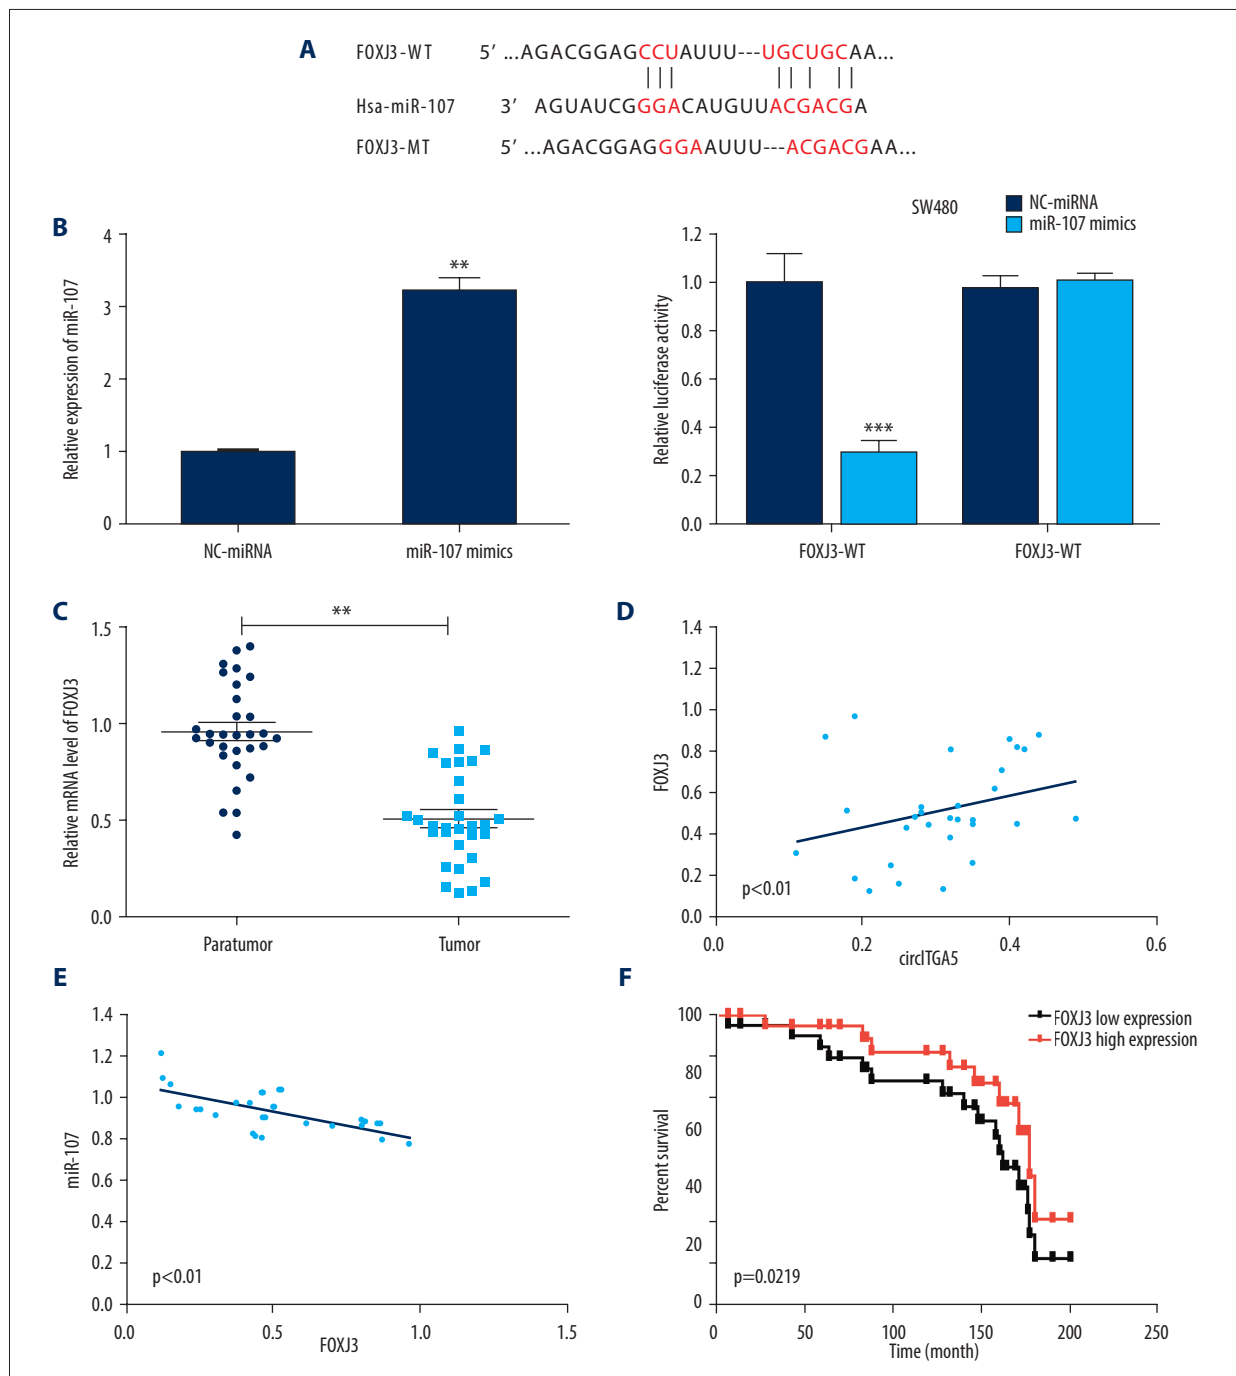 A
FOXJ3-WT 5′ ...AGACGGAGCCUAUUU---UGCUGCAA...
Hsa-miR-107 3′ AGUAUCGGGACAUGUUACGACGA
FOXJ3-MT 5′ ...AGACGGAGGGAAUUU---ACGACGAA...
B
Relative expression of miR-107
4
3
2
1
0
NC-miRNA miR-107 mimics
**
SW480
NC-miRNA
miR-107 mimics
Relative luciferase activity
1.2
1.0
0.8
0.6
0.4
0.2
0.0
***
FOXJ3-WT FOXJ3-WT
C
**
Relative mRNA level of FOXJ3
1.5
1.0
0.5
0.0
Paratumor Tumor
D
FOXJ3
1.4
1.2
1.0
0.8
0.6
0.4
0.2
0.0
p<0.01
0.0 0.2 0.4 0.6
circITGA5
E
miR-107
1.4
1.2
1.0
0.8
0.6
0.4
0.2
0.0
p<0.01
0.0 0.5 1.0 1.5
FOXJ3
F
FOXJ3 low expression
FOXJ3 high expression
Percent survival
100
80
60
40
20
0
p=0.0219
0 50 100 150 200 250
Time (month)